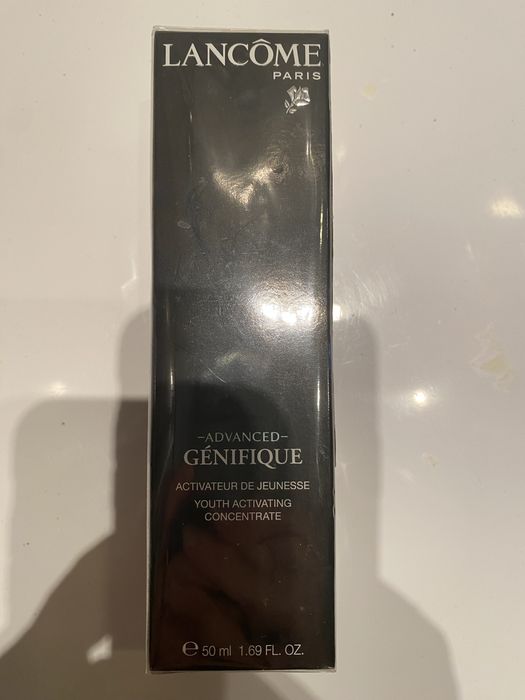 LANCÔME
PARIS
-ADVANCED-
GÉNIFIQUE
ACTIVATEUR DE JEUNESSE
YOUTH ACTIVATING
CONCENTRATE
℮ 50 ml 1.69 FL. OZ.